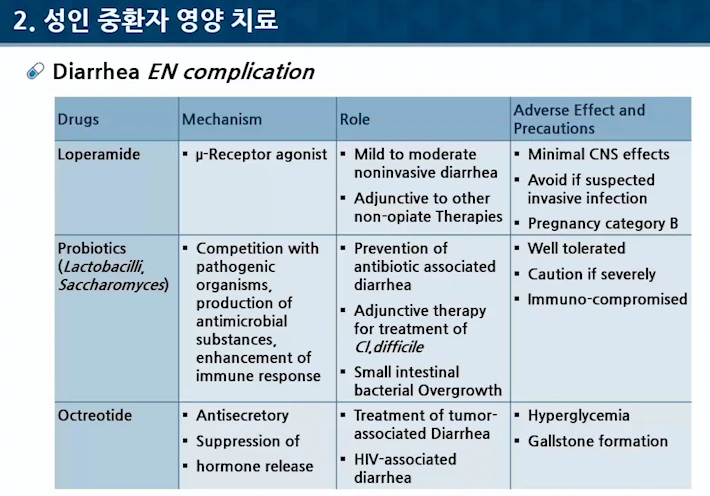 2. 성인 중환자 영양 치료
Diarrhea EN complication
Drugs
Mechanism
Role
Adverse Effect and
Precautions
Loperamide
▪ μ-Receptor agonist
▪ Mild to moderate
noninvasive diarrhea
▪ Adjunctive to other
non-opiate Therapies
▪ Minimal CNS effects
▪ Avoid if suspected
invasive infection
▪ Pregnancy category B
Probiotics
(Lactobacilli,
Saccharomyces)
▪ Competition with
pathogenic
organisms,
production of
antimicrobial
substances,
enhancement of
immune response
▪ Prevention of
antibiotic associated
diarrhea
▪ Adjunctive therapy
for treatment of
Cl.difficile
▪ Small intestinal
bacterial Overgrowth
▪ Well tolerated
▪ Caution if severely
▪ Immuno-compromised
Octreotide
▪ Antisecretory
▪ Suppression of
▪ hormone release
▪ Treatment of tumor-
associated Diarrhea
▪ HIV-associated
diarrhea
▪ Hyperglycemia
▪ Gallstone formation